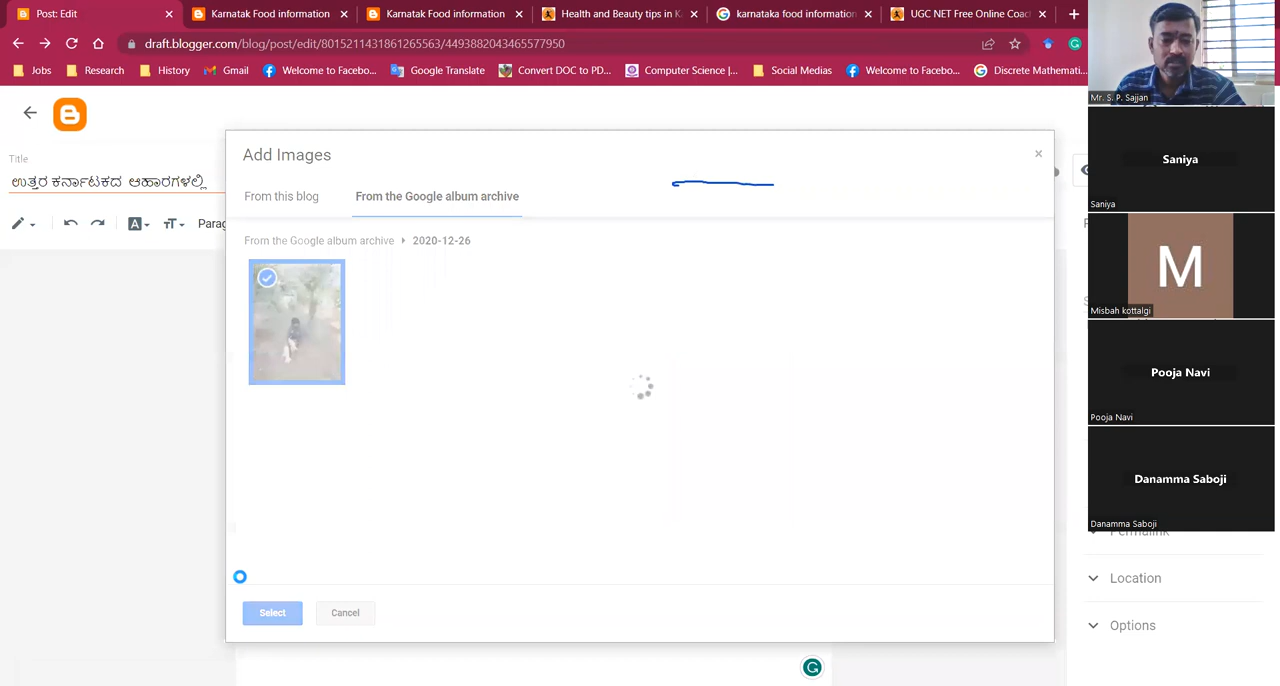 Post: Edit
Karnatak Food information
Karnatak Food information
Health and Beauty tips in K
karnataka food information
UGC NET Free Online Coac
draft.blogger.com/blog/post/edit/8015211431861265563/4493882043465577950
Jobs
Research
History
Gmail
Welcome to Facebo...
Google Translate
Convert DOC to PD...
Computer Science |...
Social Medias
Welcome to Facebo...
Discrete Mathemati...
Mr. S. P. Sajjan
Title
ಉತ್ತರ ಕರ್ನಾಟಕದ ಆಹಾರಗಳಲ್ಲಿ
Parag
Add Images
From this blog
From the Google album archive
From the Google album archive
2020-12-26
Select
Cancel
Saniya
Saniya
M
Misbah kottalgi
Pooja Navi
Pooja Navi
Danamma Saboji
Danamma Saboji
Permalink
Location
Options